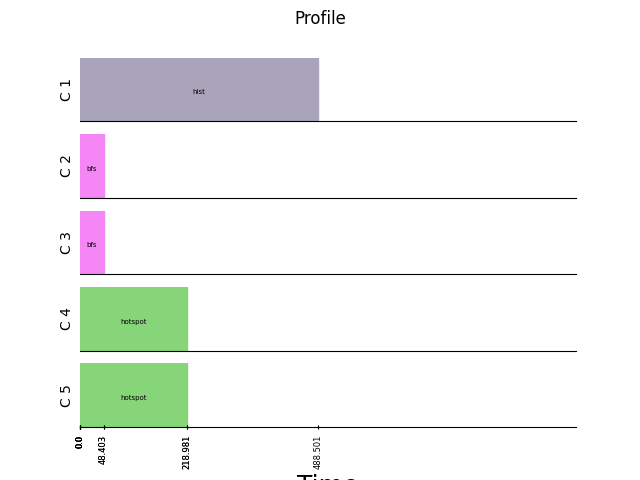 Profile
C 1
hist
C 2
bfs
C 3
bfs
C 4
hotspot
C 5
hotspot
0.0
48.403
218.981
488.501
Time